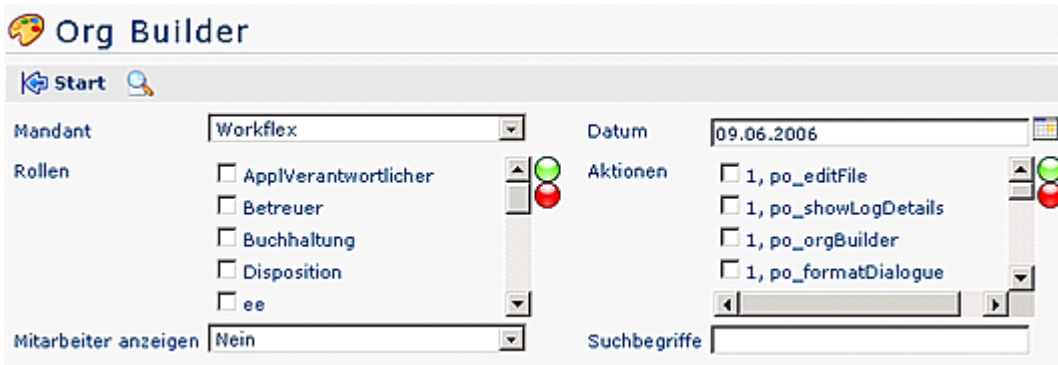 Org Builder
Start
Mandant Workflex
Datum 09.06.2006
Rollen
ApplVerantwortlicher
Betreuer
Buchhaltung
Disposition
ee
Aktionen
1, po_editFile
1, po_showLogDetails
1, po_orgBuilder
1, po_formatDialogue
Mitarbeiter anzeigen Nein
Suchbegriffe